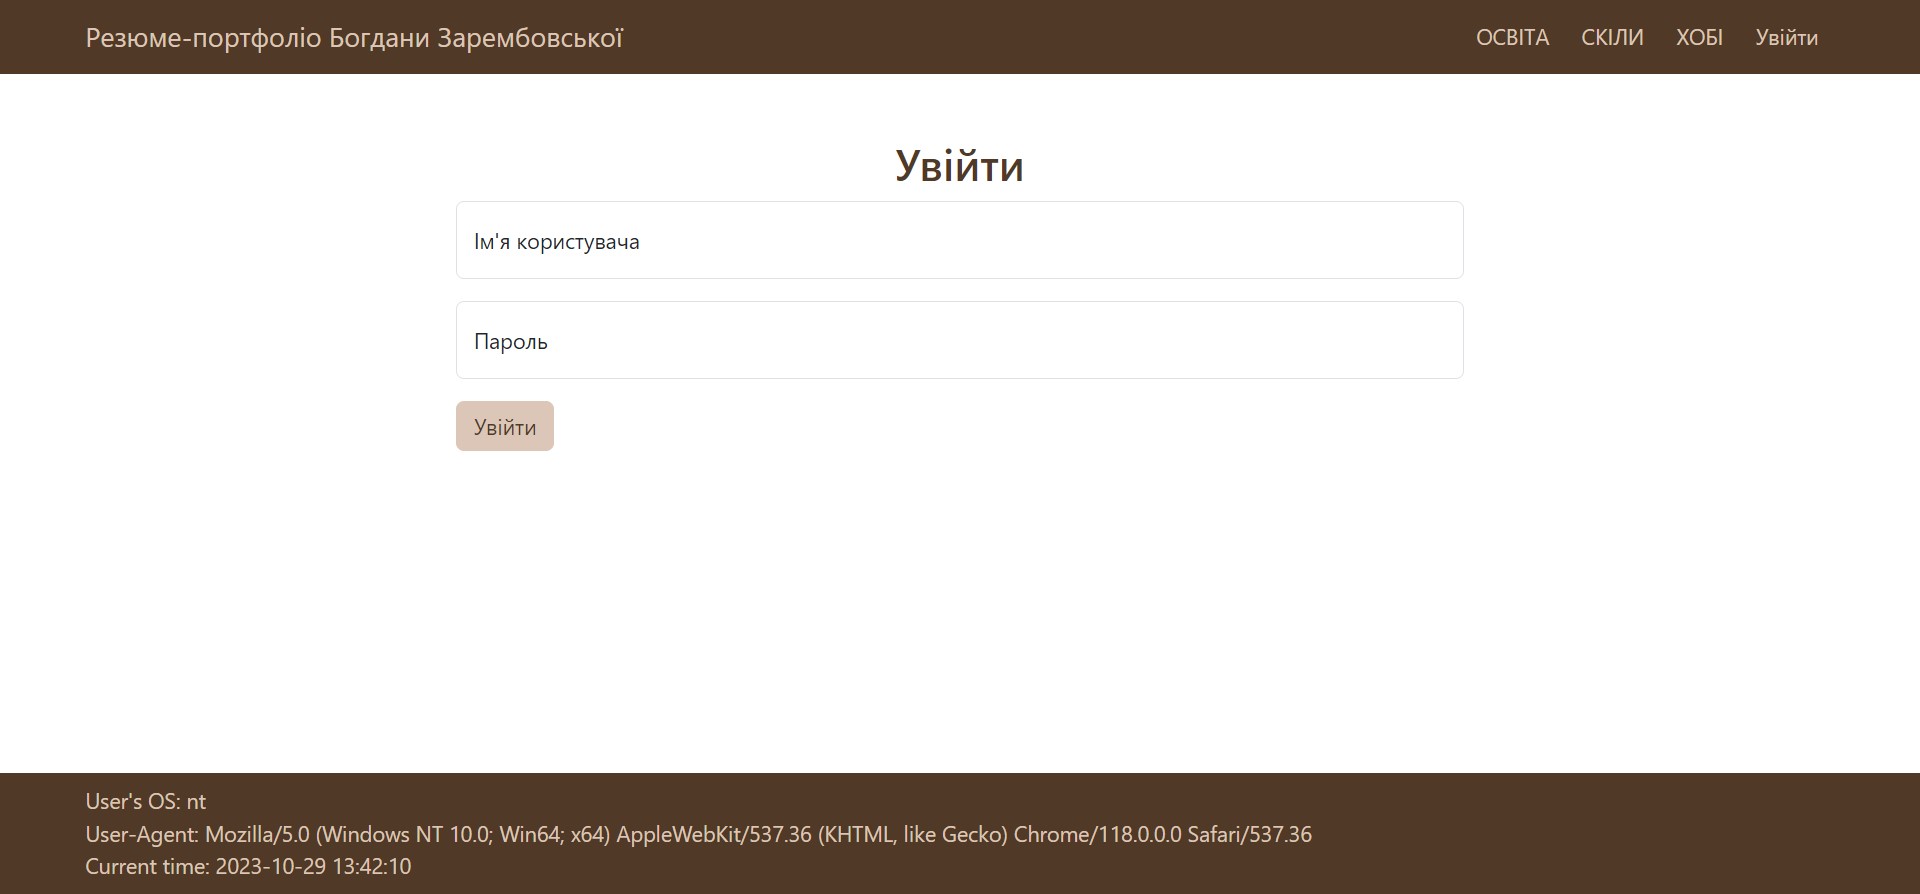 Резюме-портфоліо Богдани Зарембовської
ОСВІТА СКІЛИ ХОБІ Увійти
Увійти
Ім'я користувача
Пароль
Увійти
User's OS: nt
User-Agent: Mozilla/5.0 (Windows NT 10.0; Win64; x64) AppleWebKit/537.36 (KHTML, like Gecko) Chrome/118.0.0.0 Safari/537.36
Current time: 2023-10-29 13:42:10